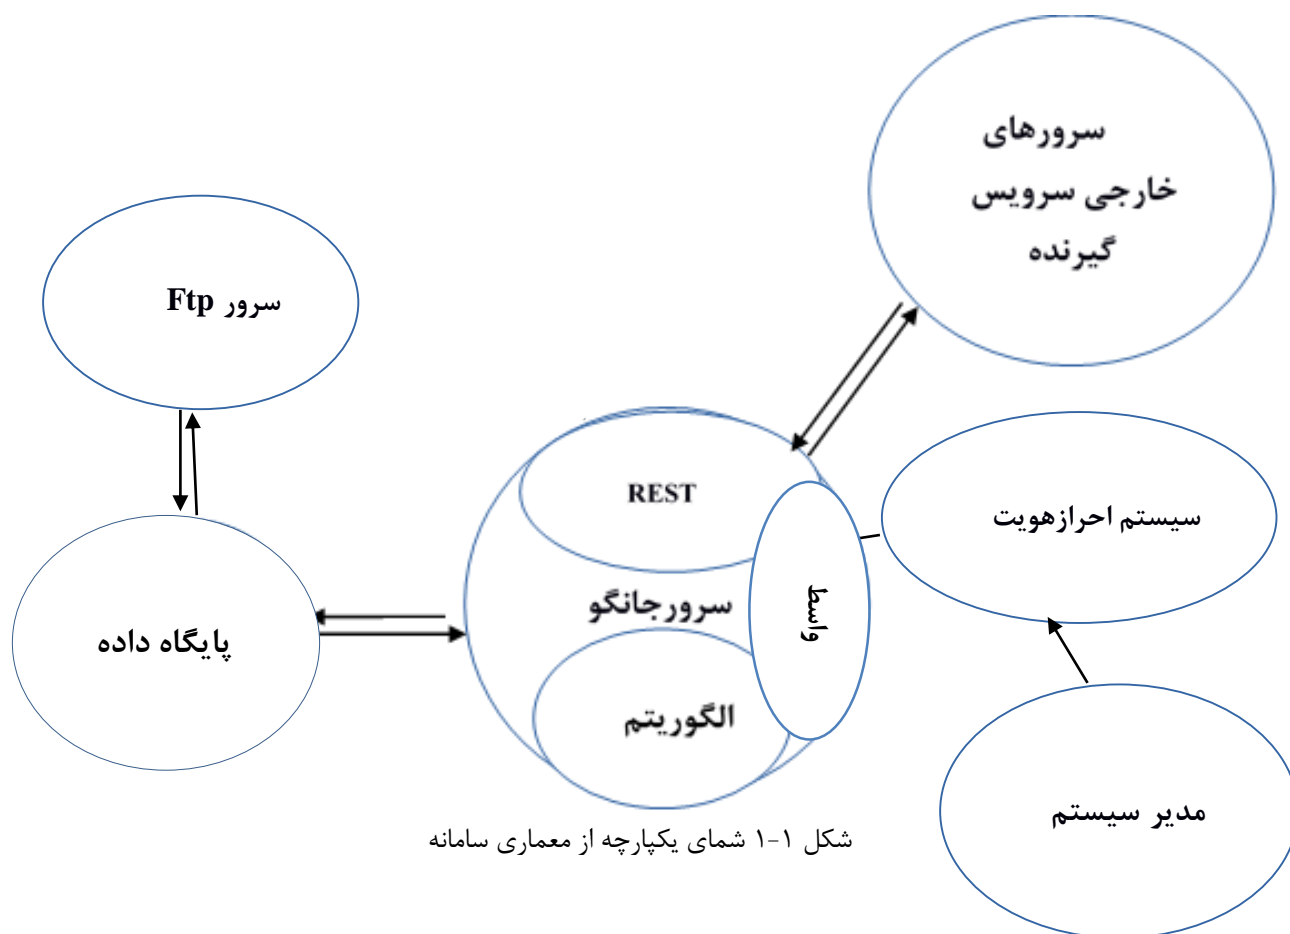 سرورهای
خارجی سرویس
گیرنده
سرور Ftp
REST
سیستم احرازهویت
واسط
سرورجانگو
پایگاه داده
الگوریتم
مدیر سیستم
شکل ۱-۱ شمای یکپارچه از معماری سامانه